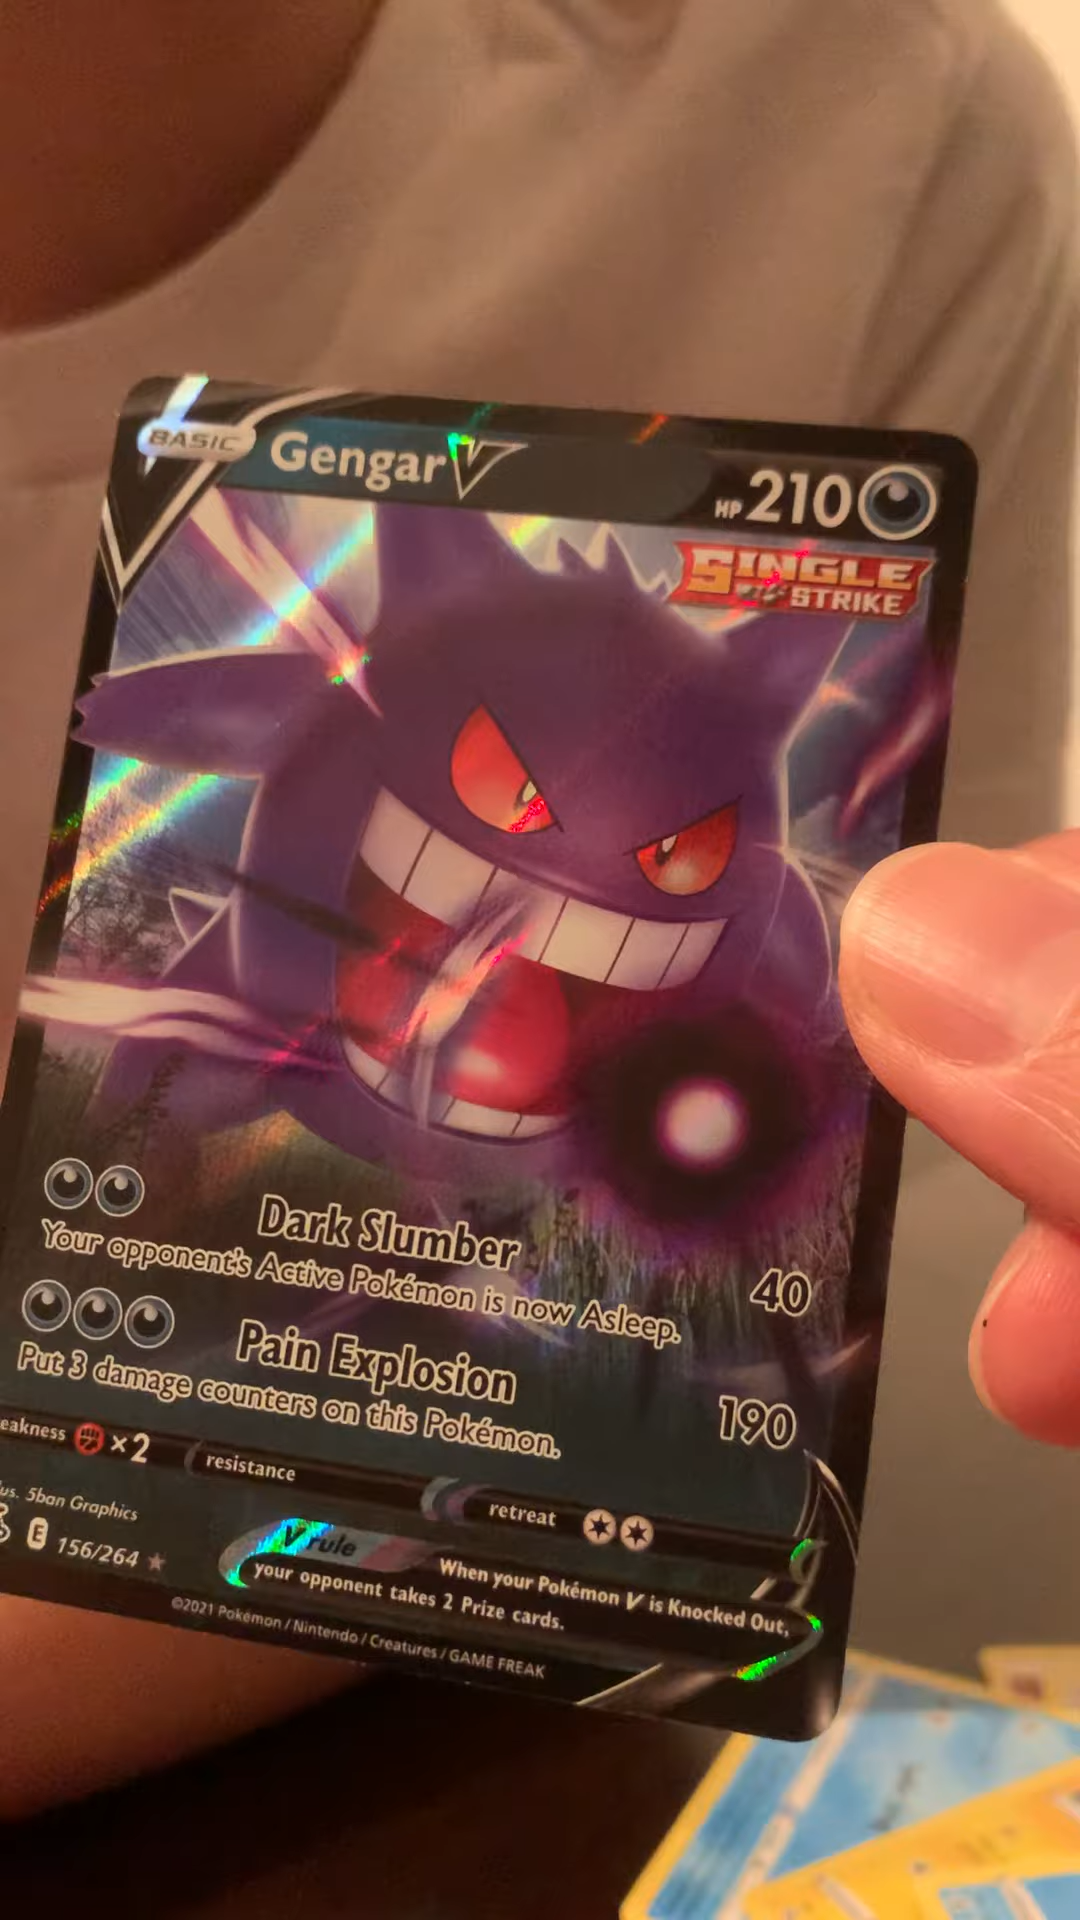 BASIC Gengar V HP 210
SINGLE
STRIKE
Dark Slumber 40
Your opponent's Active Pokémon is now Asleep.
Pain Explosion 190
Put 3 damage counters on this Pokémon.
eakness ×2 resistance retreat
us. 5ban Graphics
E 156/264
V rule When your Pokémon V is Knocked Out,
your opponent takes 2 Prize cards.
©2021 Pokémon / Nintendo / Creatures / GAME FREAK